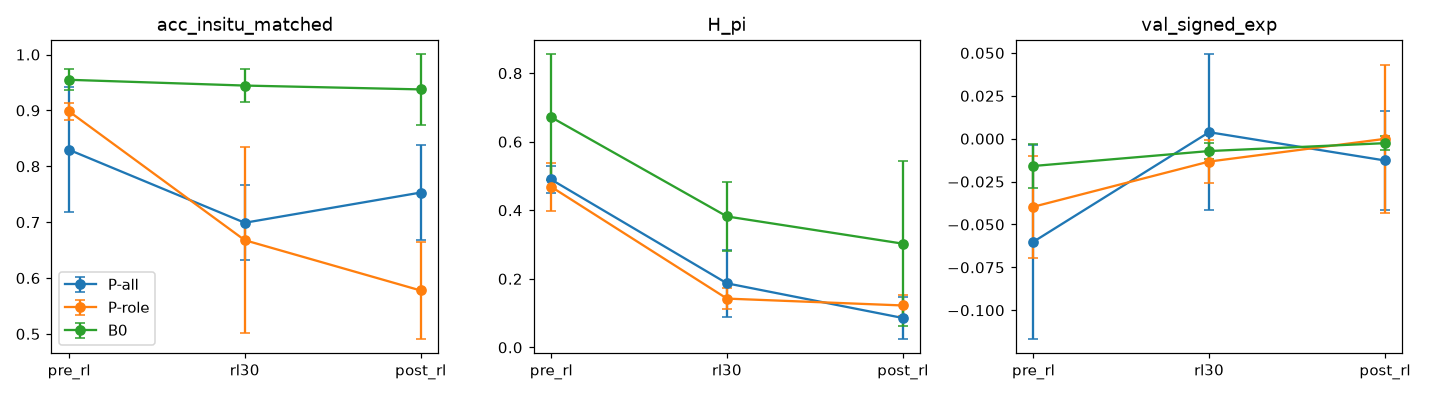 acc_insitu_matched
1.0
0.9
0.8
0.7
0.6
0.5
P-all
P-role
B0
pre_rl rl30 post_rl
H_pi
0.8
0.6
0.4
0.2
0.0
pre_rl rl30 post_rl
val_signed_exp
0.050
0.025
0.000
−0.025
−0.050
−0.075
−0.100
pre_rl rl30 post_rl